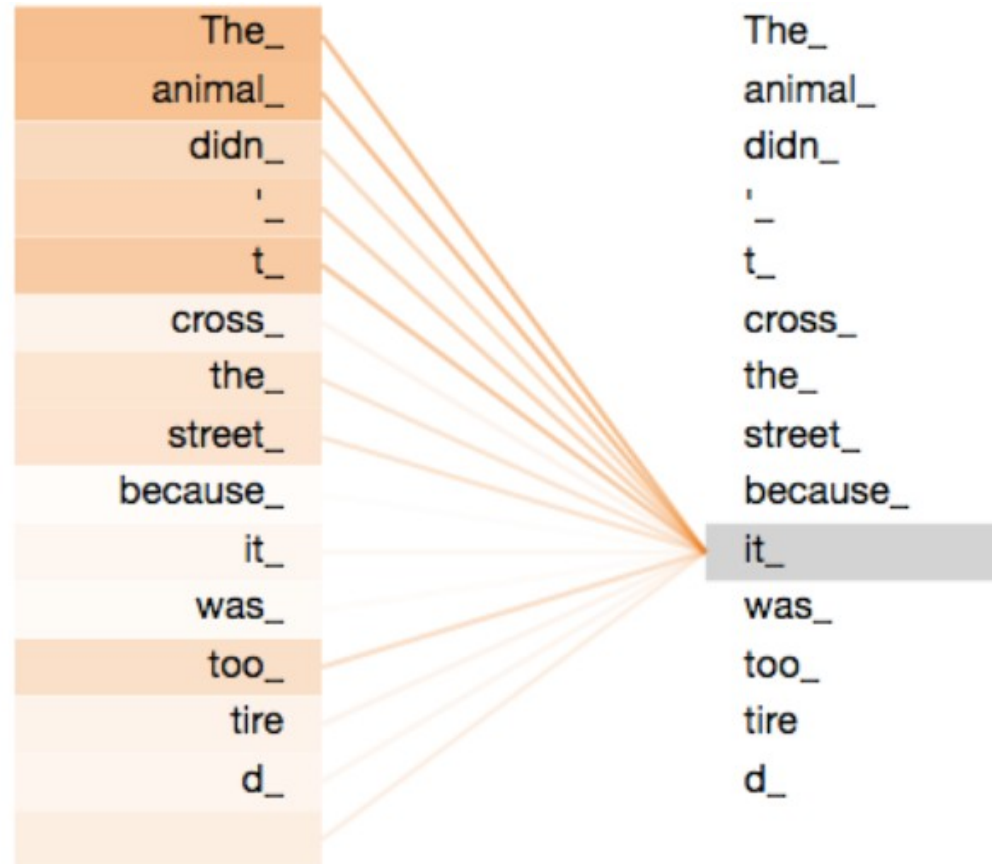 The_
animal_
didn_
'_
t_
cross_
the_
street_
because_
it_
was_
too_
tire
d_
The_
animal_
didn_
'_
t_
cross_
the_
street_
because_
it_
was_
too_
tire
d_